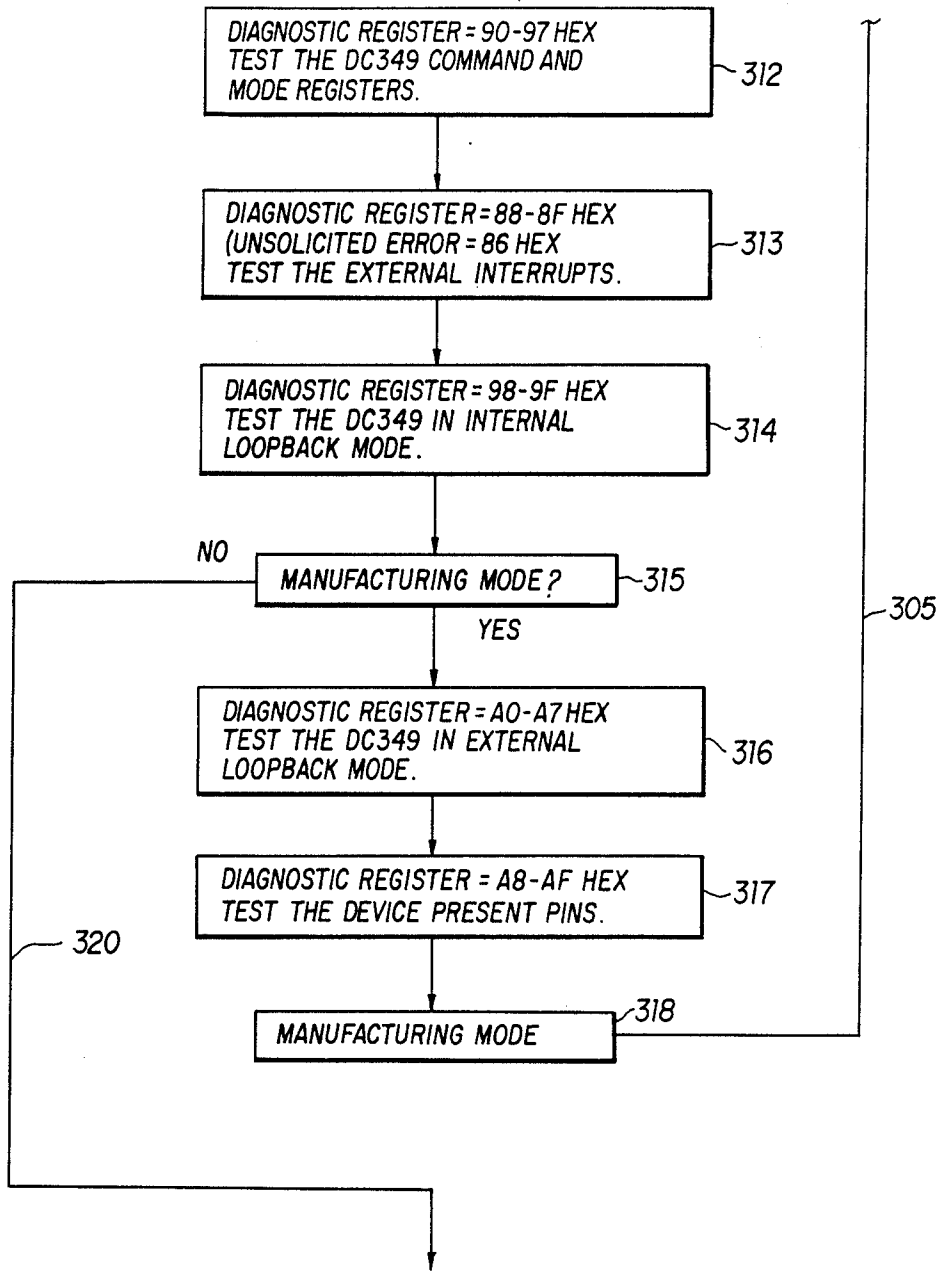 DIAGNOSTIC REGISTER = 90-97 HEX
TEST THE DC349 COMMAND AND
MODE REGISTERS.
312
DIAGNOSTIC REGISTER = 88-8F HEX
(UNSOLICITED ERROR = 86 HEX
TEST THE EXTERNAL INTERRUPTS.
313
DIAGNOSTIC REGISTER = 98-9F HEX
TEST THE DC349 IN INTERNAL
LOOPBACK MODE.
314
NO
MANUFACTURING MODE?
315
YES
305
DIAGNOSTIC REGISTER = A0-A7 HEX
TEST THE DC349 IN EXTERNAL
LOOPBACK MODE.
316
DIAGNOSTIC REGISTER = A8-AF HEX
TEST THE DEVICE PRESENT PINS.
317
320
MANUFACTURING MODE
318